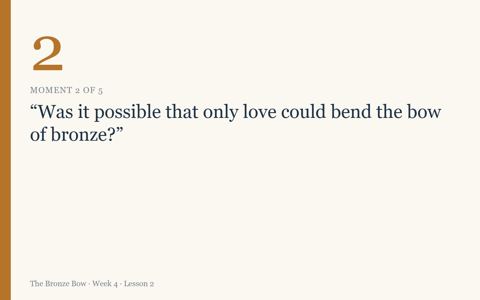 2
MOMENT 2 OF 5
“Was it possible that only love could bend the bow
of bronze?”
The Bronze Bow · Week 4 · Lesson 2